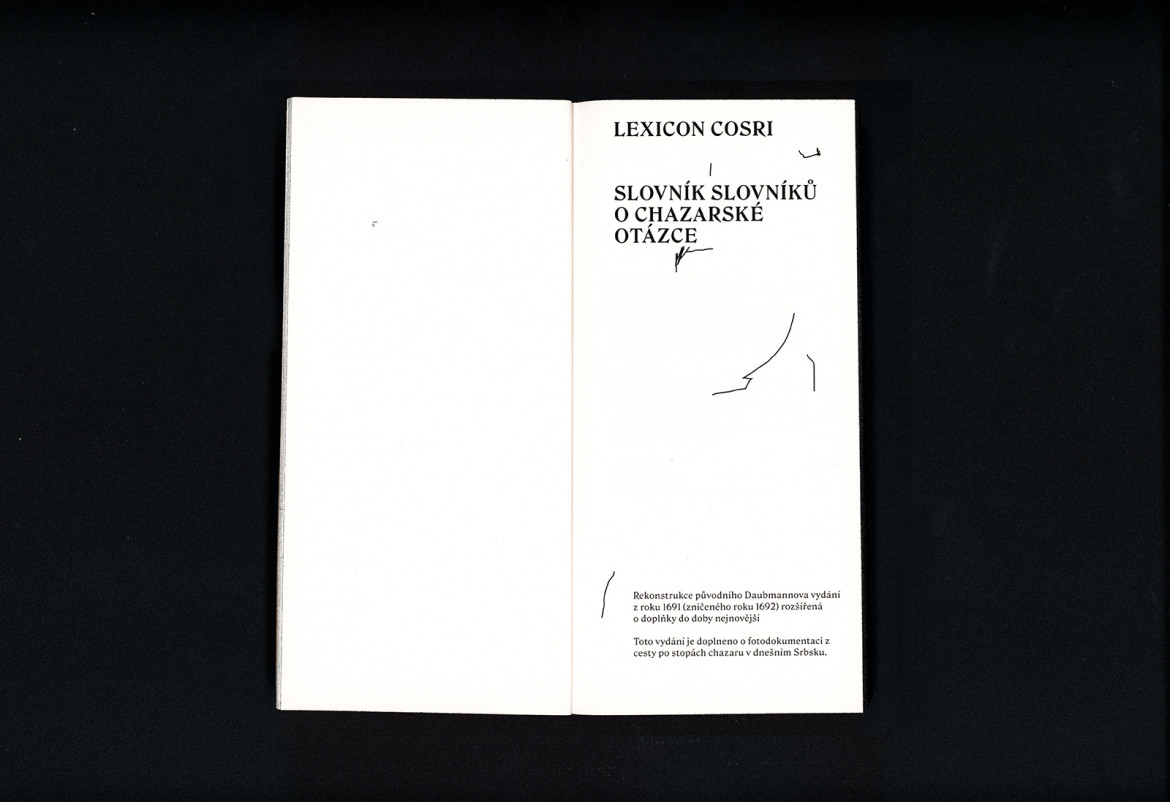 LEXICON COSRI
SLOVNÍK SLOVNÍKŮ
O CHAZARSKÉ
OTÁZCE
Rekonstrukce původního Daubmannova vydání
z roku 1691 (zničeného roku 1692) rozšířená
o doplňky do doby nejnovější
Toto vydání je doplneno o fotodokumentaci z
cesty po stopách chazaru v dnešním Srbsku.